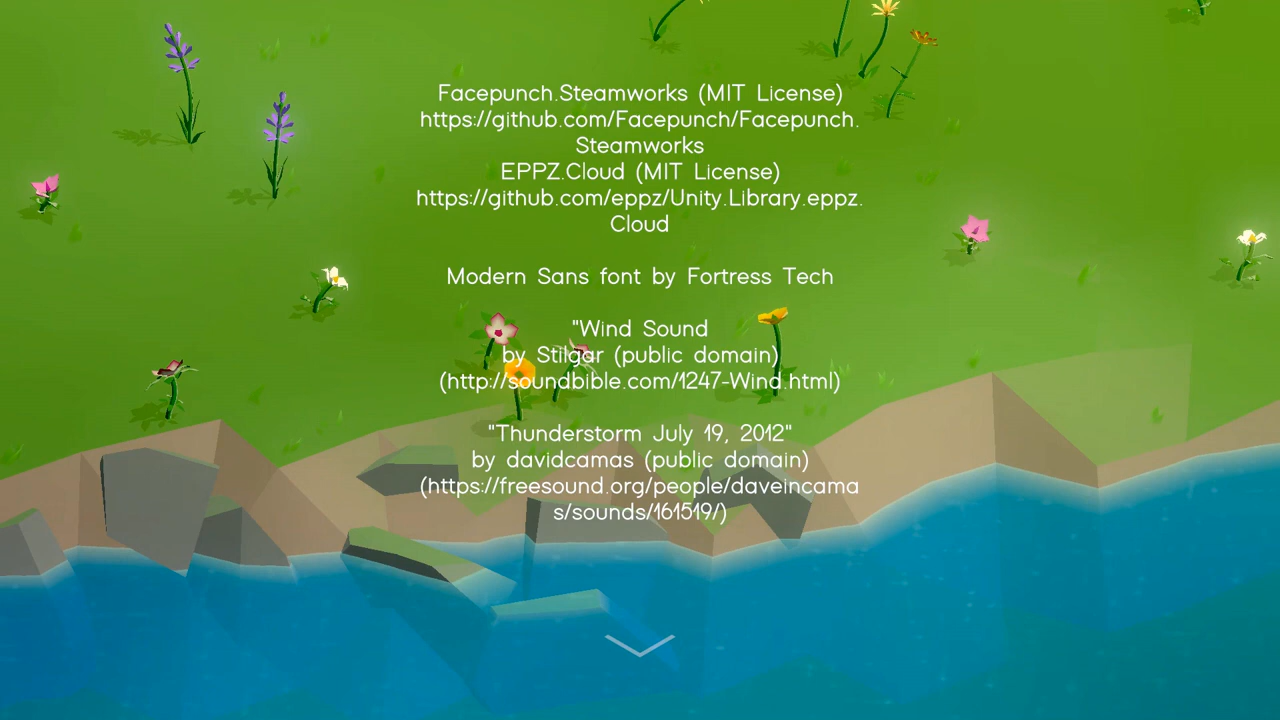 Facepunch.Steamworks (MIT License)
https://github.com/Facepunch/Facepunch.
Steamworks
EPPZ.Cloud (MIT License)
https://github.com/eppz/Unity.Library.eppz.
Cloud
Modern Sans font by Fortress Tech
"Wind Sound
by Stilgar (public domain)
(http://soundbible.com/1247-Wind.html)
"Thunderstorm July 19, 2012"
by davidcamas (public domain)
(https://freesound.org/people/daveincama
s/sounds/161519/)